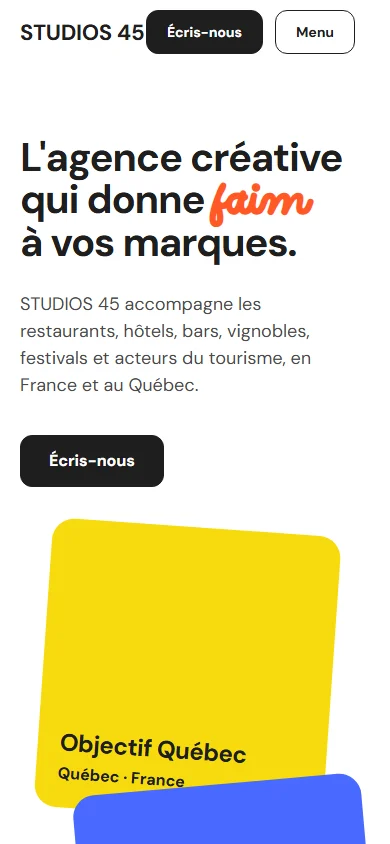 STUDIOS 45
Écris-nous
Menu
L'agence créative
qui donne faim
à vos marques.
STUDIOS 45 accompagne les
restaurants, hôtels, bars, vignobles,
festivals et acteurs du tourisme, en
France et au Québec.
Écris-nous
Objectif Québec
Québec · France